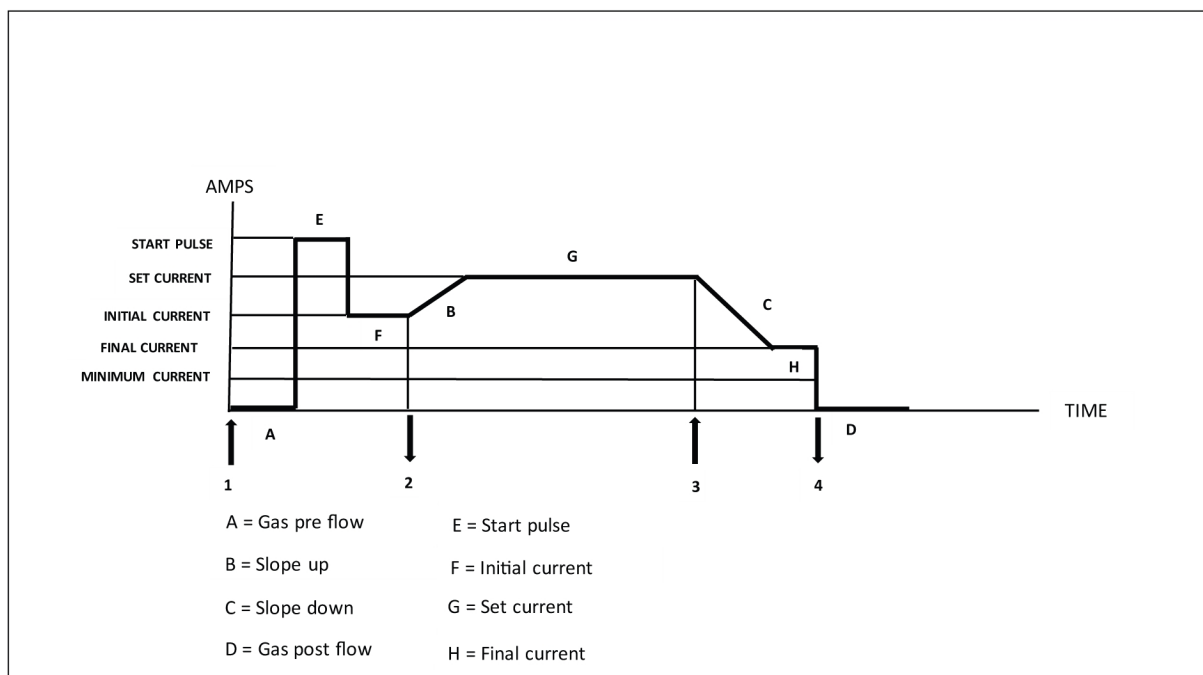 AMPS
E
START PULSE
G
SET CURRENT
B
C
INITIAL CURRENT
F
FINAL CURRENT
H
MINIMUM CURRENT
TIME
A
D
1
2
3
4
A = Gas pre flow
E = Start pulse
B = Slope up
F = Initial current
C = Slope down
G = Set current
D = Gas post flow
H = Final current